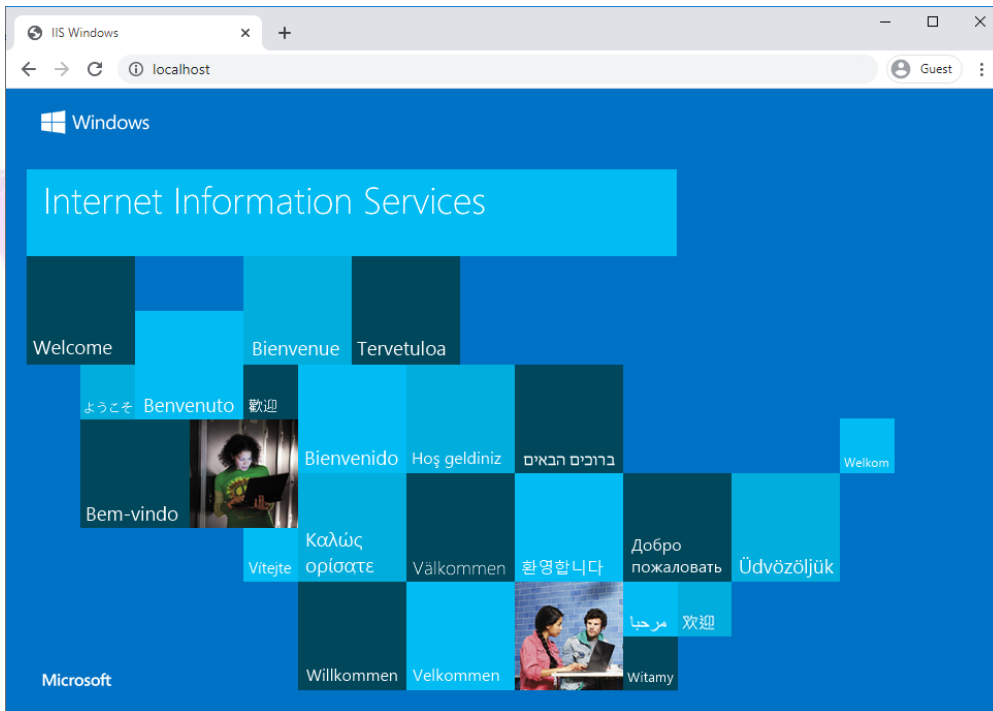 IIS Windows
localhost
Guest
Windows
Internet Information Services
Welcome
Bienvenue
Tervetuloa
ようこそ
Benvenuto
歡迎
Bienvenido
Hoş geldiniz
ברוכים הבאים
Welkom
Bem-vindo
Vítejte
Καλώς
ορίσατε
Välkommen
환영합니다
Добро
пожаловать
Üdvözöljük
مرحبا
欢迎
Microsoft
Willkommen
Velkommen
Witamy